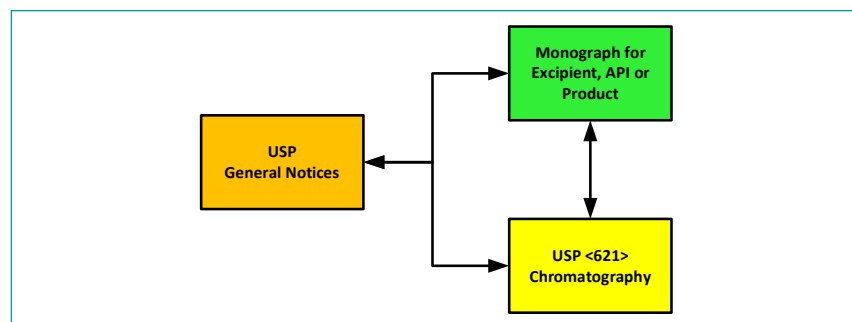 Monograph for
Excipient, API or
Product
USP
General Notices
USP <621>
Chromatography